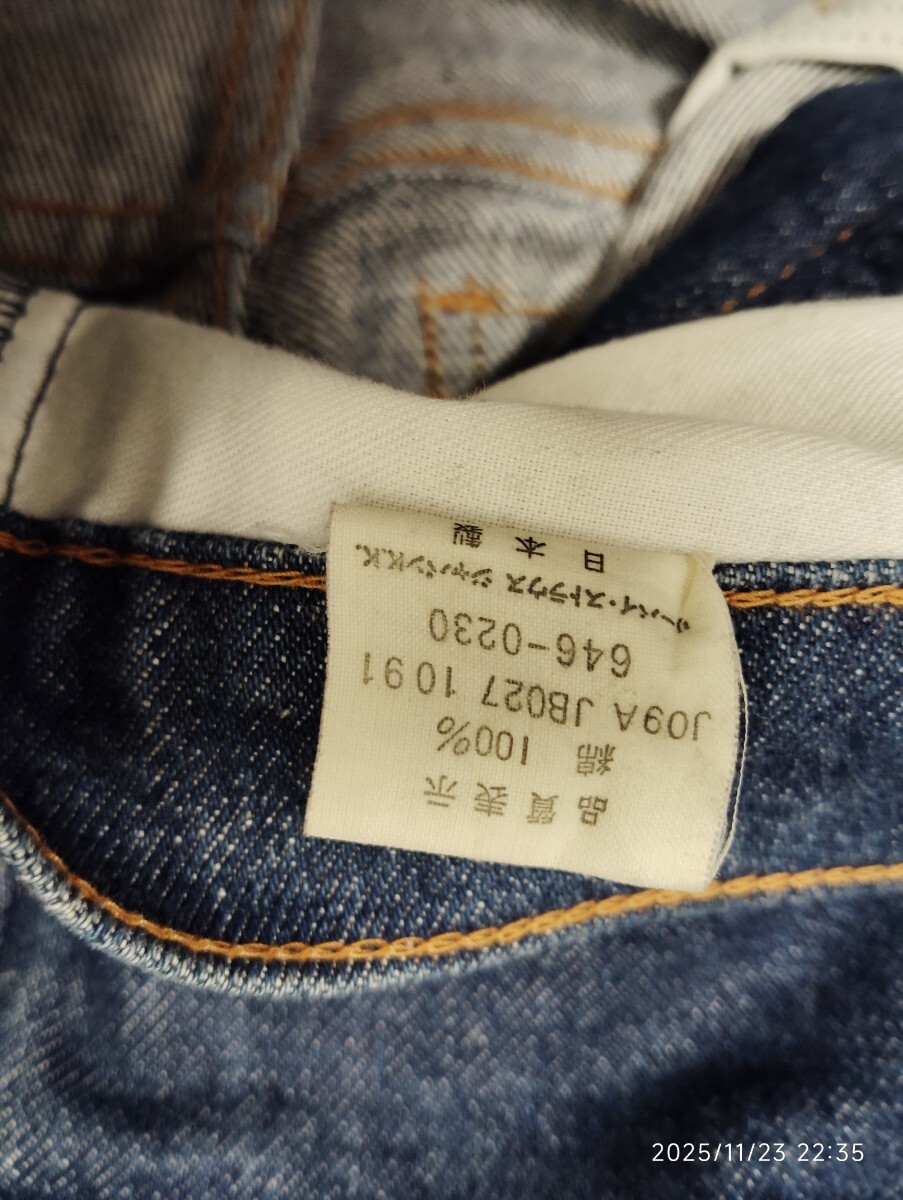 品質表示
綿 100%
J09A JB027 1091
646-0230
リーバイ・ストラウス ジャパンK.K.
日本製
2025/11/23 22:35